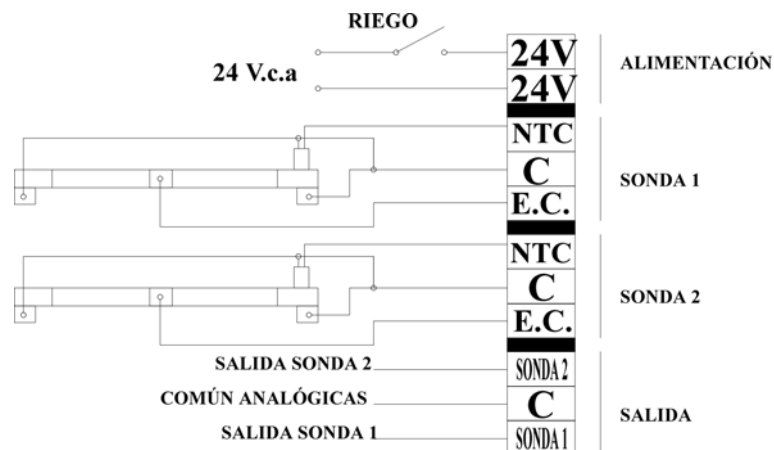 RIEGO
24 V.c.a
24V
24V
ALIMENTACIÓN
NTC
C
E.C.
SONDA 1
NTC
C
E.C.
SONDA 2
SALIDA SONDA 2
SONDA 2
COMÚN ANALÓGICAS
C
SALIDA
SALIDA SONDA 1
SONDA 1